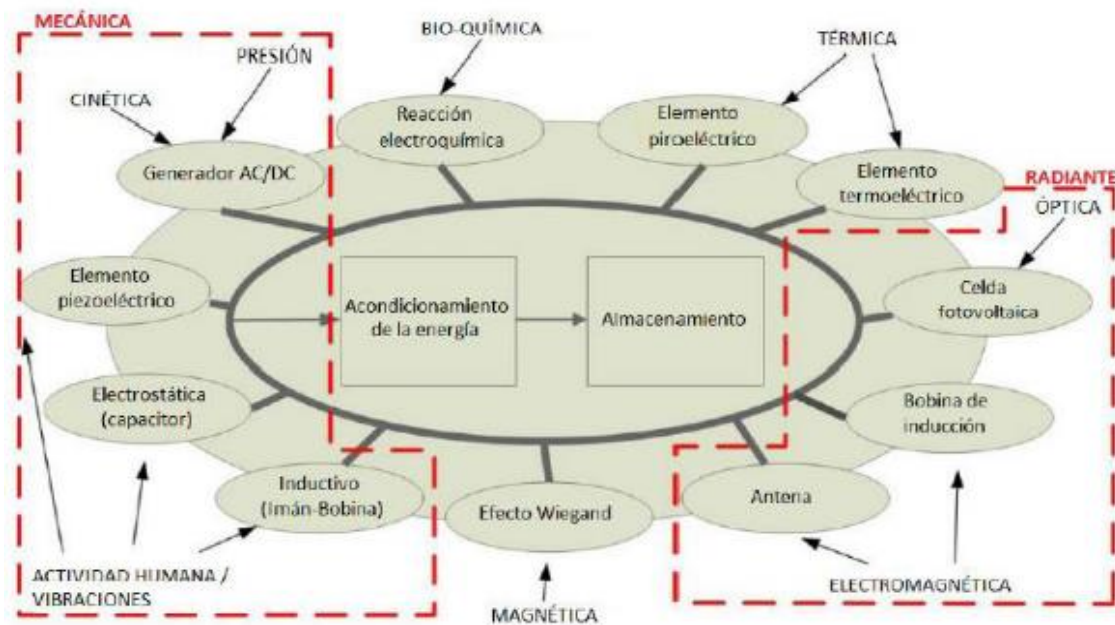 MECÁNICA
PRESIÓN
CINÉTICA
BIO-QUÍMICA
TÉRMICA
Generador AC/DC
Reacción
electroquímica
Elemento
piroeléctrico
Elemento
termoeléctrico
RADIANTE
ÓPTICA
Elemento
piezoeléctrico
Acondicionamiento
de la energía
Almacenamiento
Celda
fotovoltaica
Electrostática
(capacitor)
Bobina de
inducción
Inductivo
(Imán-Bobina)
Efecto Wiegand
Antena
ACTIVIDAD HUMANA /
VIBRACIONES
MAGNÉTICA
ELECTROMAGNÉTICA